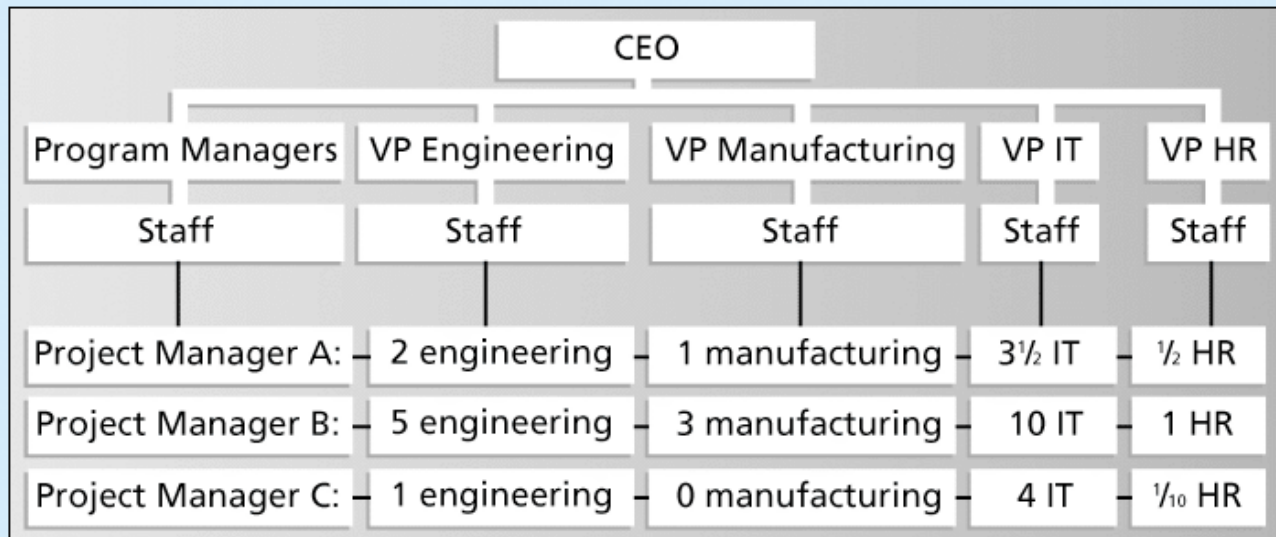 CEO
Program Managers VP Engineering VP Manufacturing VP IT VP HR
Staff Staff Staff Staff Staff
Project Manager A: 2 engineering 1 manufacturing 3½ IT ½ HR
Project Manager B: 5 engineering 3 manufacturing 10 IT 1 HR
Project Manager C: 1 engineering 0 manufacturing 4 IT ¹/₁₀ HR